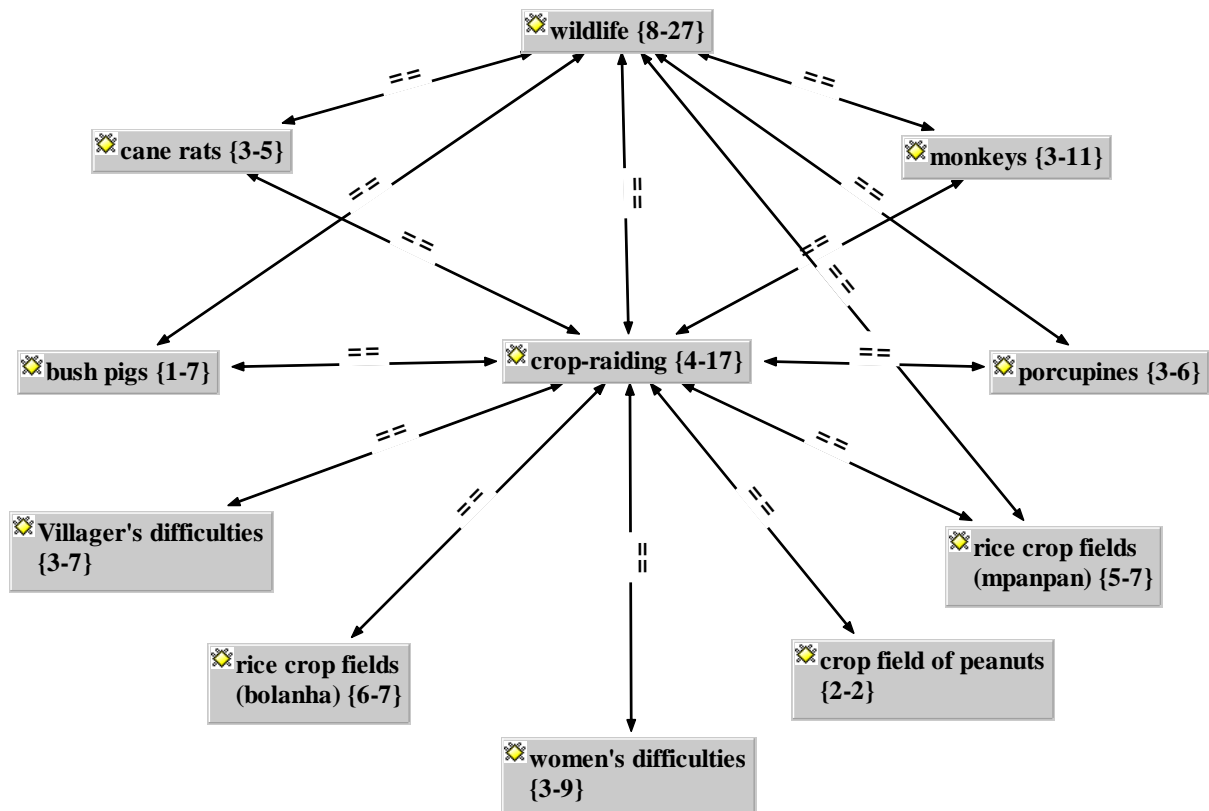 wildlife {8-27}
==
==
cane rats {3-5}
monkeys {3-11}
==
==
==
==
==
==
==
bush pigs {1-7}
==
crop-raiding {4-17}
==
porcupines {3-6}
==
==
==
==
==
Villager's difficulties
{3-7}
rice crop fields
(mpanpan) {5-7}
rice crop fields
(bolanha) {6-7}
crop field of peanuts
{2-2}
women's difficulties
{3-9}